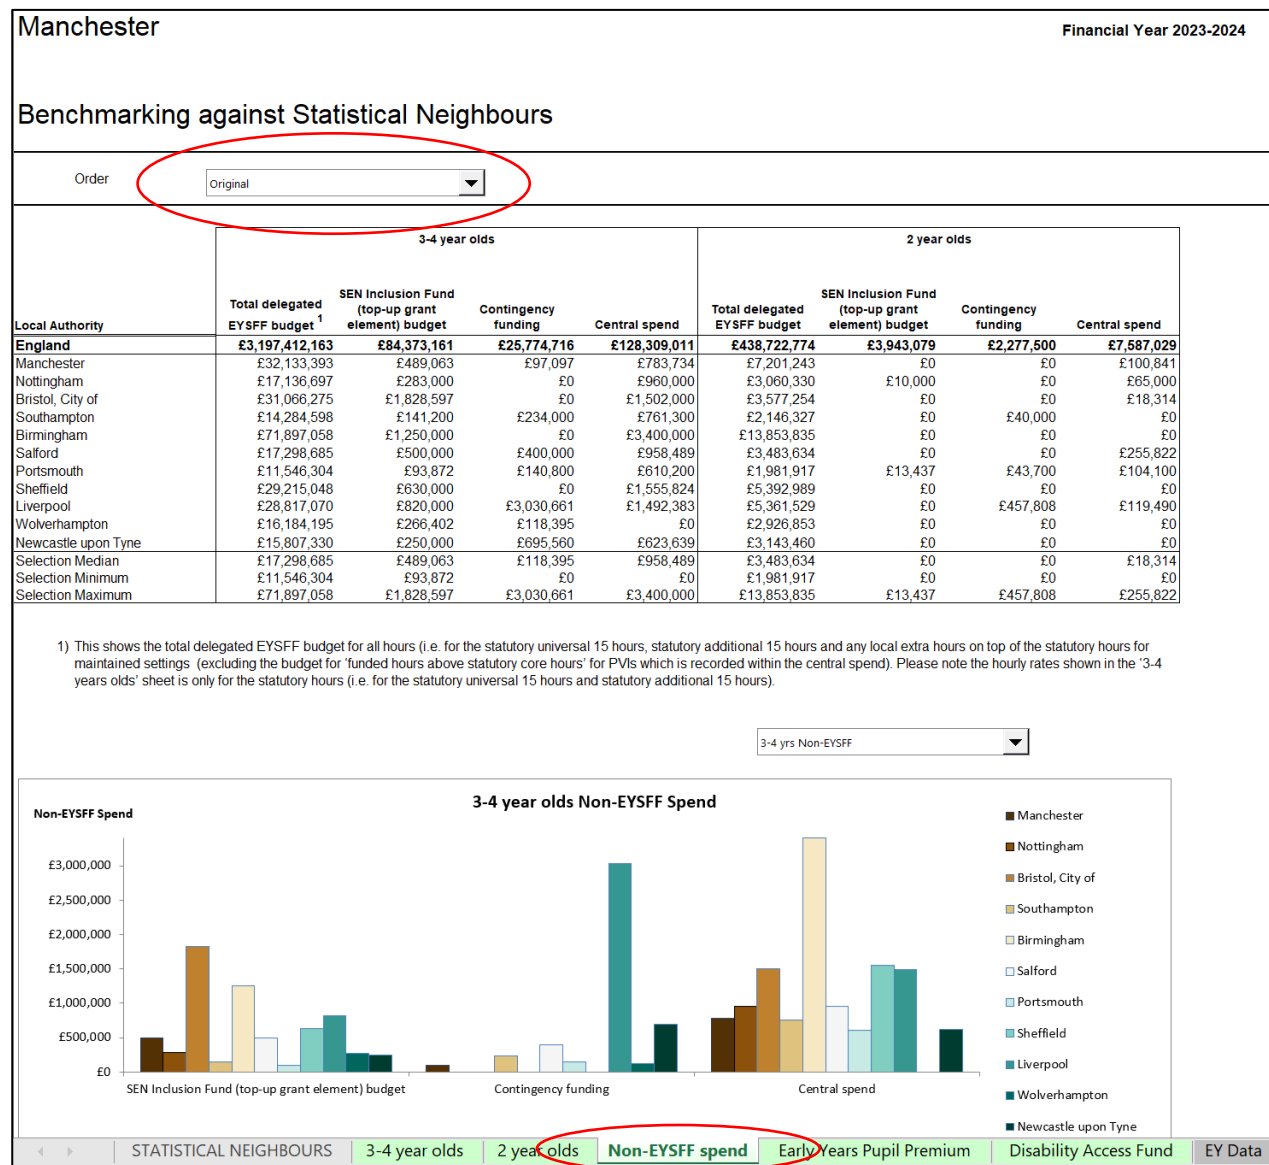 Manchester
Financial Year 2023-2024
Benchmarking against Statistical Neighbours
Order
Original
3-4 year olds 2 year olds
Local Authority Total delegated EYSFF budget 1 SEN Inclusion Fund (top-up grant element) budget Contingency funding Central spend Total delegated EYSFF budget SEN Inclusion Fund (top-up grant element) budget Contingency funding Central spend
England £3,197,412,163 £84,373,161 £25,774,716 £128,309,011 £438,722,774 £3,943,079 £2,277,500 £7,587,029
Manchester £32,133,393 £489,063 £97,097 £783,734 £7,201,243 £0 £0 £100,841
Nottingham £17,136,697 £283,000 £0 £960,000 £3,060,330 £10,000 £0 £65,000
Bristol, City of £31,066,275 £1,828,597 £0 £1,502,000 £3,577,254 £0 £0 £18,314
Southampton £14,284,598 £141,200 £234,000 £761,300 £2,146,327 £0 £40,000 £0
Birmingham £71,897,058 £1,250,000 £0 £3,400,000 £13,853,835 £0 £0 £0
Salford £17,298,685 £500,000 £400,000 £958,489 £3,483,634 £0 £0 £255,822
Portsmouth £11,546,304 £93,872 £140,800 £610,200 £1,981,917 £13,437 £43,700 £104,100
Sheffield £29,215,048 £630,000 £0 £1,555,824 £5,392,989 £0 £0 £0
Liverpool £28,817,070 £820,000 £3,030,661 £1,492,383 £5,361,529 £0 £457,808 £119,490
Wolverhampton £16,184,195 £266,402 £118,395 £0 £2,926,853 £0 £0 £0
Newcastle upon Tyne £15,807,330 £250,000 £695,560 £623,639 £3,143,460 £0 £0 £0
Selection Median £17,298,685 £489,063 £118,395 £958,489 £3,483,634 £0 £0 £18,314
Selection Minimum £11,546,304 £93,872 £0 £0 £1,981,917 £0 £0 £0
Selection Maximum £71,897,058 £1,828,597 £3,030,661 £3,400,000 £13,853,835 £13,437 £457,808 £255,822
1) This shows the total delegated EYSFF budget for all hours (i.e. for the statutory universal 15 hours, statutory additional 15 hours and any local extra hours on top of the statutory hours for
maintained settings (excluding the budget for 'funded hours above statutory core hours' for PVIs which is recorded within the central spend). Please note the hourly rates shown in the '3-4
years olds' sheet is only for the statutory hours (i.e. for the statutory universal 15 hours and statutory additional 15 hours).
3-4 yrs Non-EYSFF
3-4 year olds Non-EYSFF Spend
Non-EYSFF Spend
£3,000,000
£2,500,000
£2,000,000
£1,500,000
£1,000,000
£500,000
£0
SEN Inclusion Fund (top-up grant element) budget
Contingency funding
Central spend
Manchester
Nottingham
Bristol, City of
Southampton
Birmingham
Salford
Portsmouth
Sheffield
Liverpool
Wolverhampton
Newcastle upon Tyne
STATISTICAL NEIGHBOURS 3-4 year olds 2 year olds Non-EYSFF spend Early Years Pupil Premium Disability Access Fund EY Data